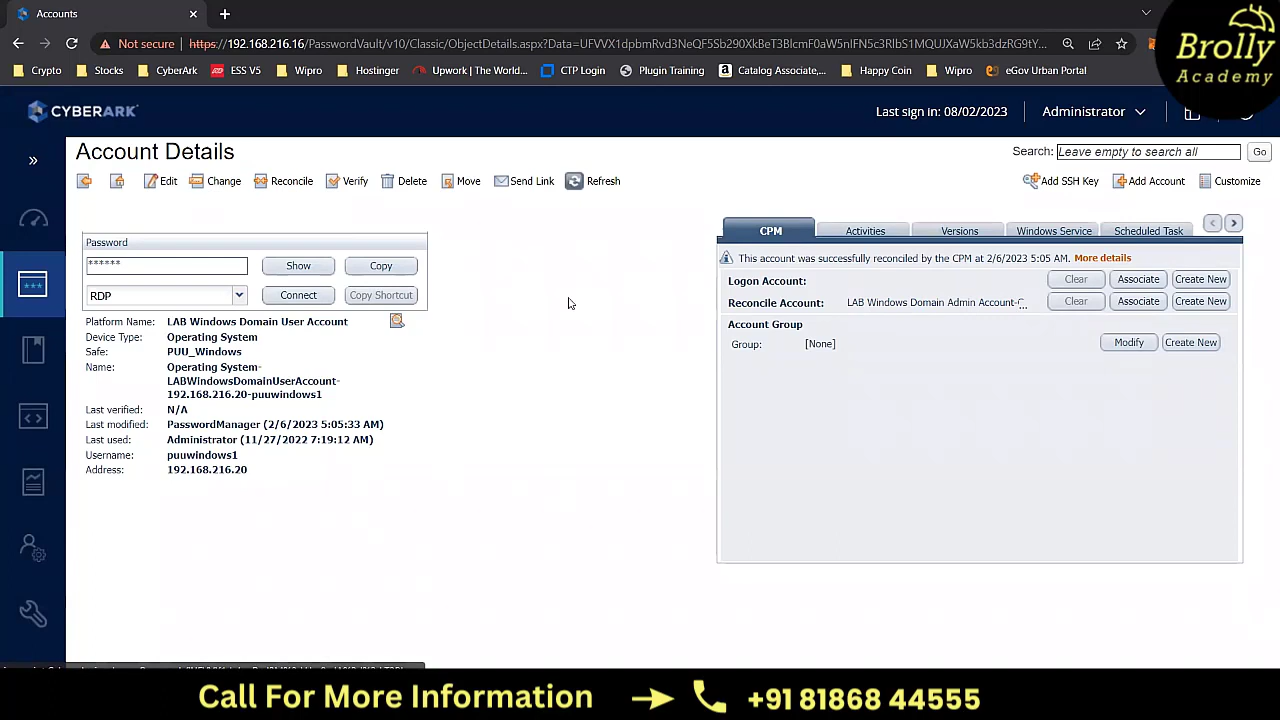 Accounts
Brolly
Academy
Not secure
https://192.168.216.16/PasswordVault/v10/Classic/ObjectDetails.aspx?Data=
Crypto Stocks CyberArk ESS V5 Wipro Hostinger Upwork | The World... CTP Login Plugin Training Catalog Associate,... Happy Coin Wipro eGov Urban Portal
CYBERARK
Last sign in: 08/02/2023 Administrator
Account Details
Search: Leave empty to search all Go
Edit Change Reconcile Verify Delete Move Send Link Refresh Add SSH Key Add Account Customize
Password
****** Show Copy
RDP Connect Copy Shortcut
Platform Name: LAB Windows Domain User Account
Device Type: Operating System
Safe: PUU_Windows
Name: Operating System-
LABWindowsDomainUserAccount-
192.168.216.20-puuwindows1
Last verified: N/A
Last modified: PasswordManager (2/6/2023 5:05:33 AM)
Last used: Administrator (11/27/2022 7:19:12 AM)
Username: puuwindows1
Address: 192.168.216.20
CPM Activities Versions Windows Service Scheduled Task
This account was successfully reconciled by the CPM at 2/6/2023 5:05 AM. More details
Logon Account: Clear Associate Create New
Reconcile Account: LAB Windows Domain Admin Account-... Clear Associate Create New
Account Group
Group: [None] Modify Create New
Call For More Information +91 81868 44555